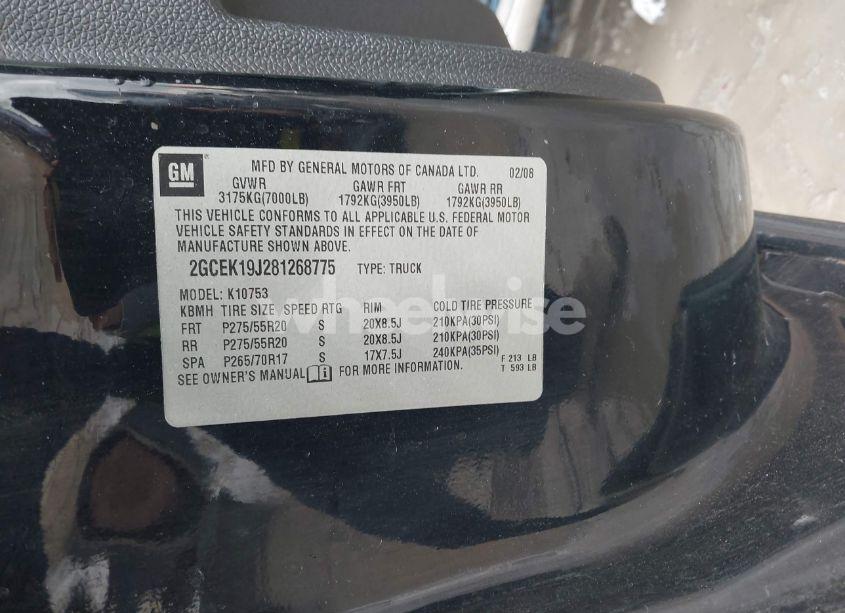 GM
MFD BY GENERAL MOTORS OF CANADA LTD. 02/08
GVWR GAWR FRT GAWR RR
3175KG(7000LB) 1792KG(3950LB) 1792KG(3950LB)
THIS VEHICLE CONFORMS TO ALL APPLICABLE U.S. FEDERAL MOTOR
VEHICLE SAFETY STANDARDS IN EFFECT ON THE DATE OF
MANUFACTURE SHOWN ABOVE.
2GCEK19J281268775 TYPE: TRUCK
MODEL: K10753
KBMH TIRE SIZE / SPEED RTG RIM COLD TIRE PRESSURE
FRT P275/55R20 S 20X8.5J 210KPA(30PSI)
RR P275/55R20 S 20X8.5J 210KPA(30PSI)
SPA P265/70R17 S 17X7.5J 240KPA(35PSI) F 213 LB
T 593 LB
SEE OWNER'S MANUAL FOR MORE INFORMATION.